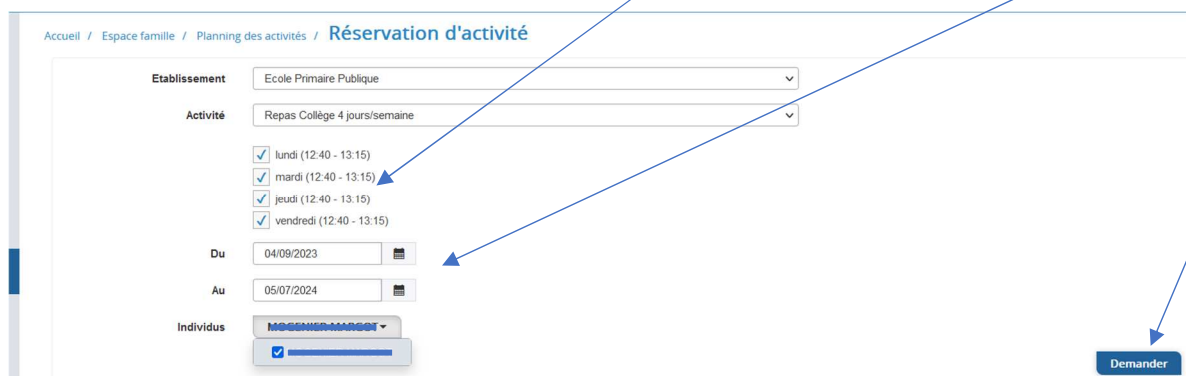 Accueil / Espace famille / Planning des activités / Réservation d'activité
Etablissement Ecole Primaire Publique
Activité Repas Collège 4 jours/semaine
lundi (12:40 - 13:15)
mardi (12:40 - 13:15)
jeudi (12:40 - 13:15)
vendredi (12:40 - 13:15)
Du 04/09/2023
Au 05/07/2024
Individus
Demander